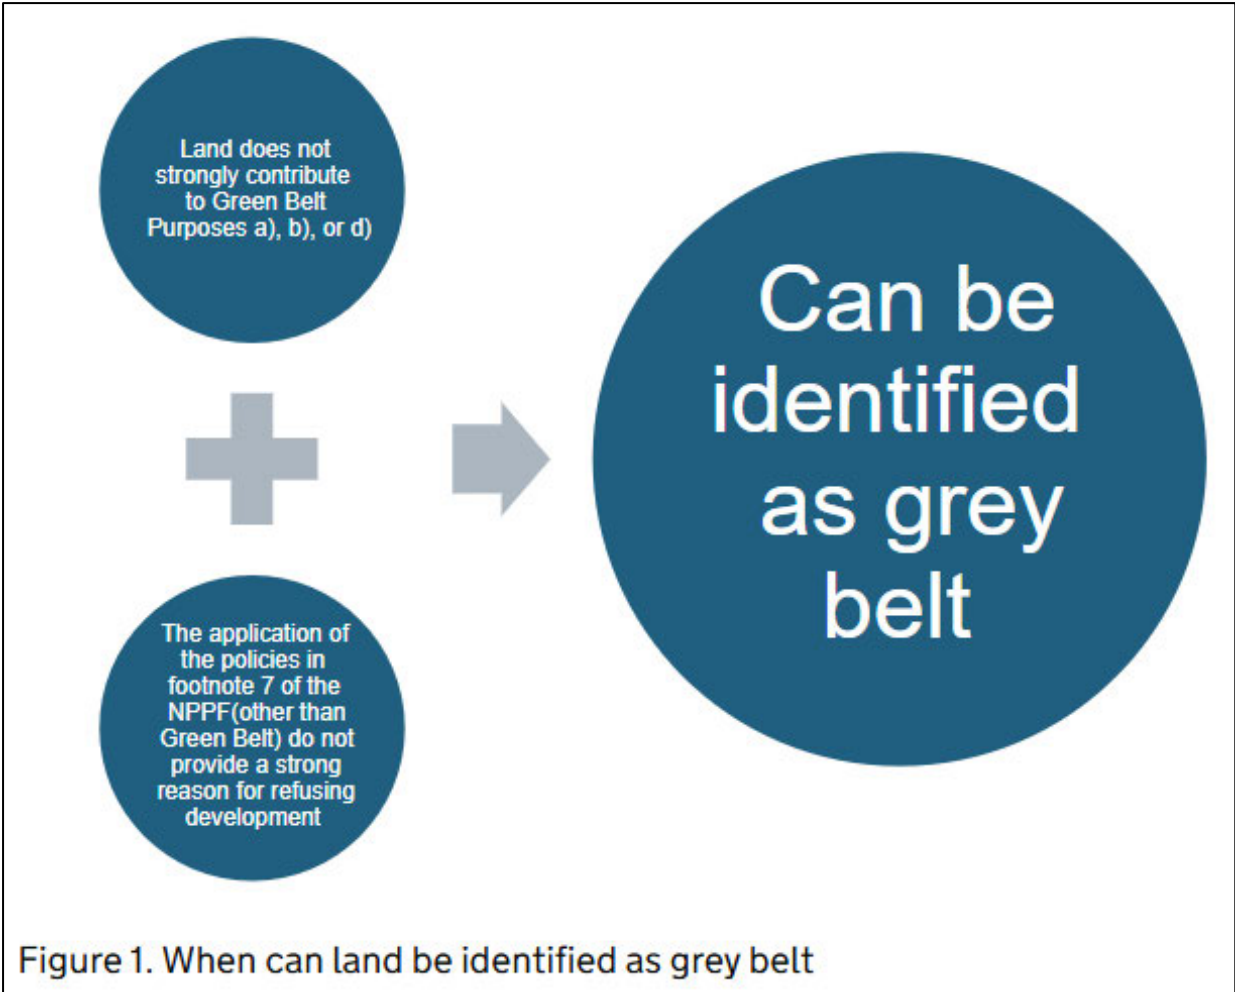 Land does not
strongly contribute
to Green Belt
Purposes a), b), or d)
The application of
the policies in
footnote 7 of the
NPPF(other than
Green Belt) do not
provide a strong
reason for refusing
development
Can be
identified
as grey
belt
Figure 1. When can land be identified as grey belt